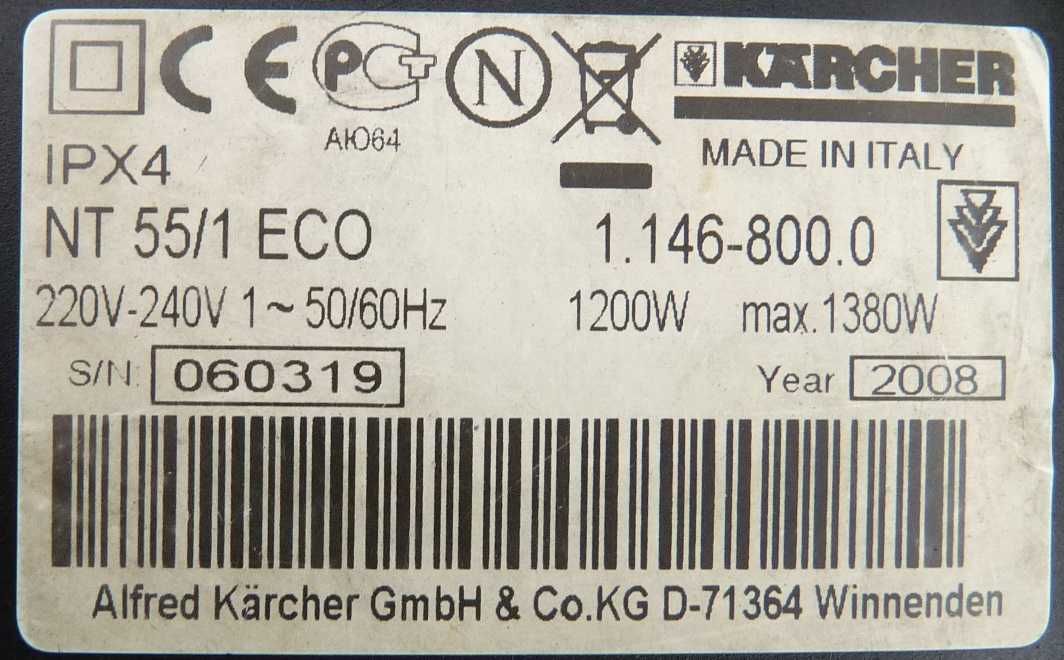 CE PCT N KÄRCHER
АЮ64
IPX4
MADE IN ITALY
NT 55/1 ECO 1.146-800.0
220V-240V 1~50/60Hz 1200W max.1380W
S/N: 060319 Year 2008
Alfred Kärcher GmbH & Co.KG D-71364 Winnenden